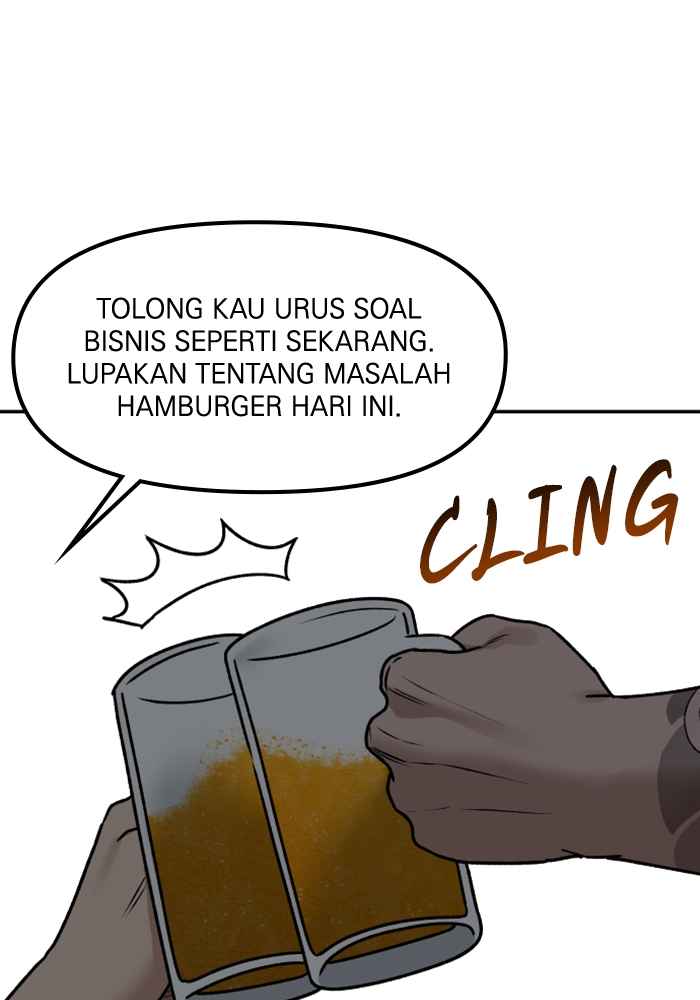 TOLONG KAU URUS SOAL
BISNIS SEPERTI SEKARANG.
LUPAKAN TENTANG MASALAH
HAMBURGER HARI INI.
CLING